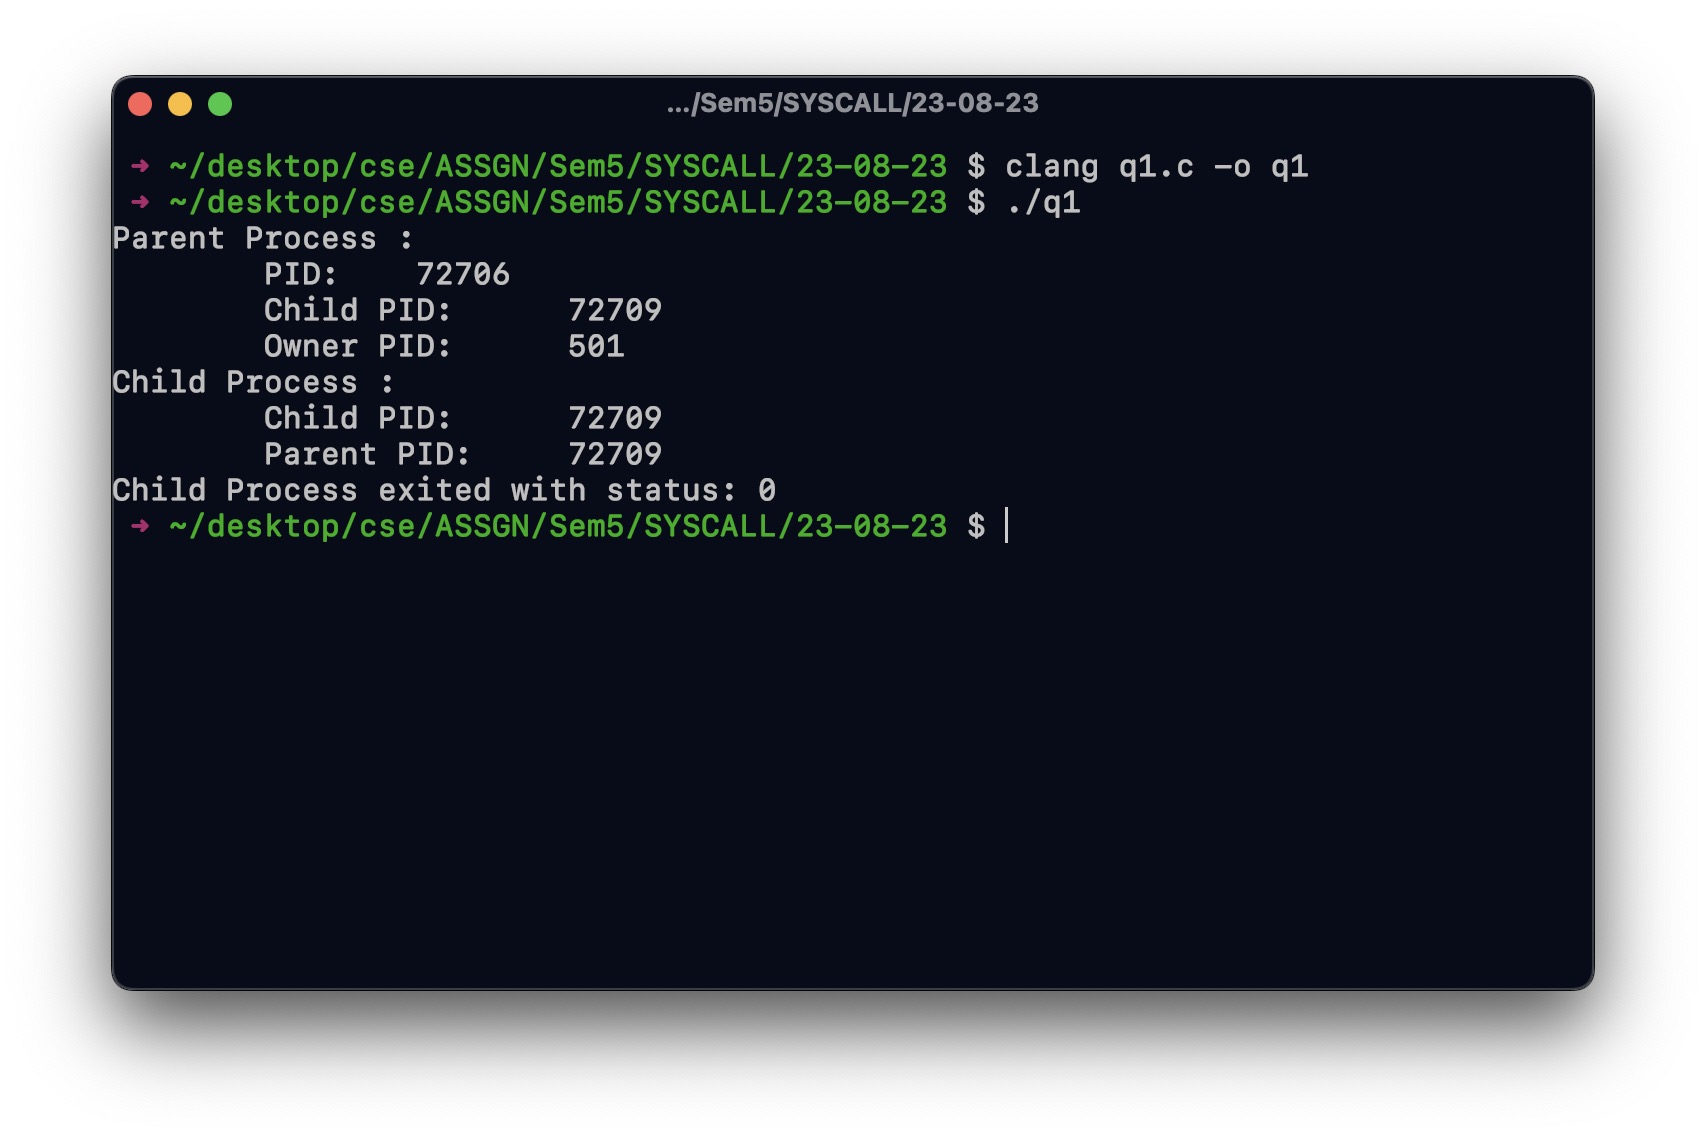 .../Sem5/SYSCALL/23-08-23
➜ ~/desktop/cse/ASSGN/Sem5/SYSCALL/23-08-23 $ clang q1.c -o q1
➜ ~/desktop/cse/ASSGN/Sem5/SYSCALL/23-08-23 $ ./q1
Parent Process :
        PID:    72706
        Child PID:      72709
        Owner PID:      501
Child Process :
        Child PID:      72709
        Parent PID:     72709
Child Process exited with status: 0
➜ ~/desktop/cse/ASSGN/Sem5/SYSCALL/23-08-23 $